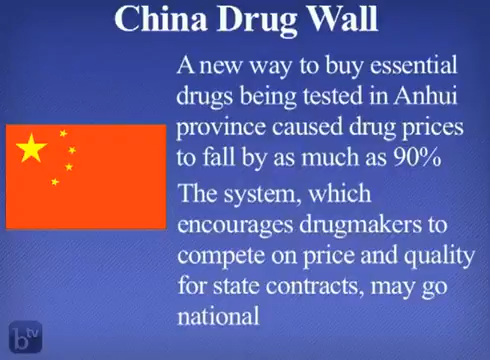 China Drug Wall
A new way to buy essential
drugs being tested in Anhui
province caused drug prices
to fall by as much as 90%
The system, which
encourages drugmakers to
compete on price and quality
for state contracts, may go
national
btv